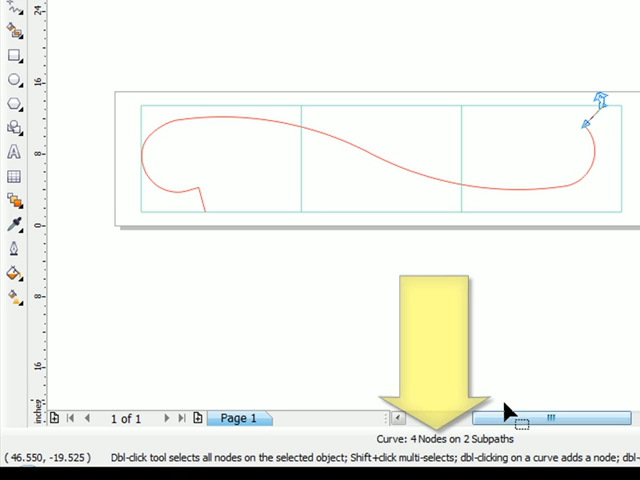 24
16
8
0
8
16
inches
1 of 1
Page 1
Curve: 4 Nodes on 2 Subpaths
( 46.550, -19.525 ) Dbl-click tool selects all nodes on the selected object; Shift+click multi-selects; dbl-clicking on a curve adds a node; dbl-